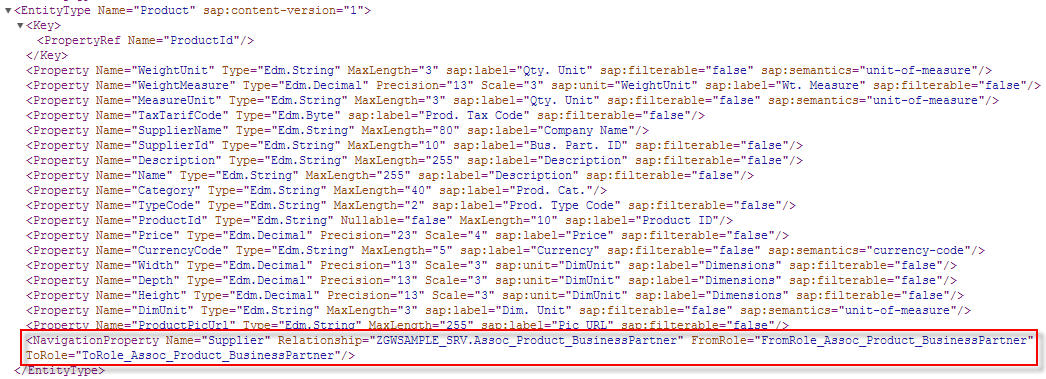 <EntityType Name="Product" sap:content-version="1">
<Key>
<PropertyRef Name="ProductId"/>
</Key>
<Property Name="WeightUnit" Type="Edm.String" MaxLength="3" sap:label="Qty. Unit" sap:filterable="false" sap:semantics="unit-of-measure"/>
<Property Name="WeightMeasure" Type="Edm.Decimal" Precision="13" Scale="3" sap:unit="WeightUnit" sap:label="Wt. Measure" sap:filterable="false"/>
<Property Name="MeasureUnit" Type="Edm.String" MaxLength="3" sap:label="Qty. Unit" sap:filterable="false" sap:semantics="unit-of-measure"/>
<Property Name="TaxTarifCode" Type="Edm.Byte" sap:label="Prod. Tax Code" sap:filterable="false"/>
<Property Name="SupplierName" Type="Edm.String" MaxLength="80" sap:label="Company Name"/>
<Property Name="SupplierId" Type="Edm.String" MaxLength="10" sap:label="Bus. Part. ID" sap:filterable="false"/>
<Property Name="Description" Type="Edm.String" MaxLength="255" sap:label="Description" sap:filterable="false"/>
<Property Name="Name" Type="Edm.String" MaxLength="255" sap:label="Description" sap:filterable="false"/>
<Property Name="Category" Type="Edm.String" MaxLength="40" sap:label="Prod. Cat."/>
<Property Name="TypeCode" Type="Edm.String" MaxLength="2" sap:label="Prod. Type Code" sap:filterable="false"/>
<Property Name="ProductId" Type="Edm.String" Nullable="false" MaxLength="10" sap:label="Product ID"/>
<Property Name="Price" Type="Edm.Decimal" Precision="23" Scale="4" sap:label="Price" sap:filterable="false"/>
<Property Name="CurrencyCode" Type="Edm.String" MaxLength="5" sap:label="Currency" sap:filterable="false" sap:semantics="currency-code"/>
<Property Name="Width" Type="Edm.Decimal" Precision="13" Scale="3" sap:unit="DimUnit" sap:label="Dimensions" sap:filterable="false"/>
<Property Name="Depth" Type="Edm.Decimal" Precision="13" Scale="3" sap:unit="DimUnit" sap:label="Dimensions" sap:filterable="false"/>
<Property Name="Height" Type="Edm.Decimal" Precision="13" Scale="3" sap:unit="DimUnit" sap:label="Dimensions" sap:filterable="false"/>
<Property Name="DimUnit" Type="Edm.String" MaxLength="3" sap:label="Dim. Unit" sap:filterable="false" sap:semantics="unit-of-measure"/>
<Property Name="ProductPicUrl" Type="Edm.String" MaxLength="255" sap:label="Pic URL" sap:filterable="false"/>
<NavigationProperty Name="Supplier" Relationship="ZGWSAMPLE_SRV.Assoc_Product_BusinessPartner" FromRole="FromRole_Assoc_Product_BusinessPartner"
ToRole="ToRole_Assoc_Product_BusinessPartner"/>
</EntityType>